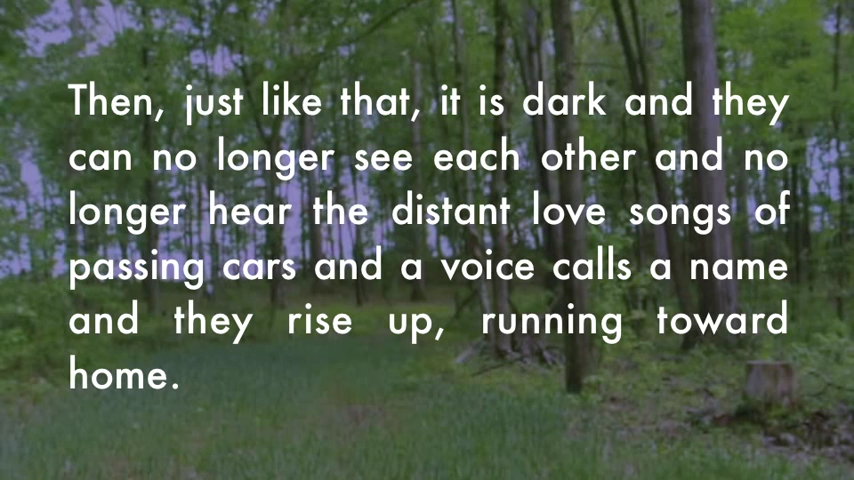 Then, just like that, it is dark and they
can no longer see each other and no
longer hear the distant love songs of
passing cars and a voice calls a name
and they rise up, running toward
home.